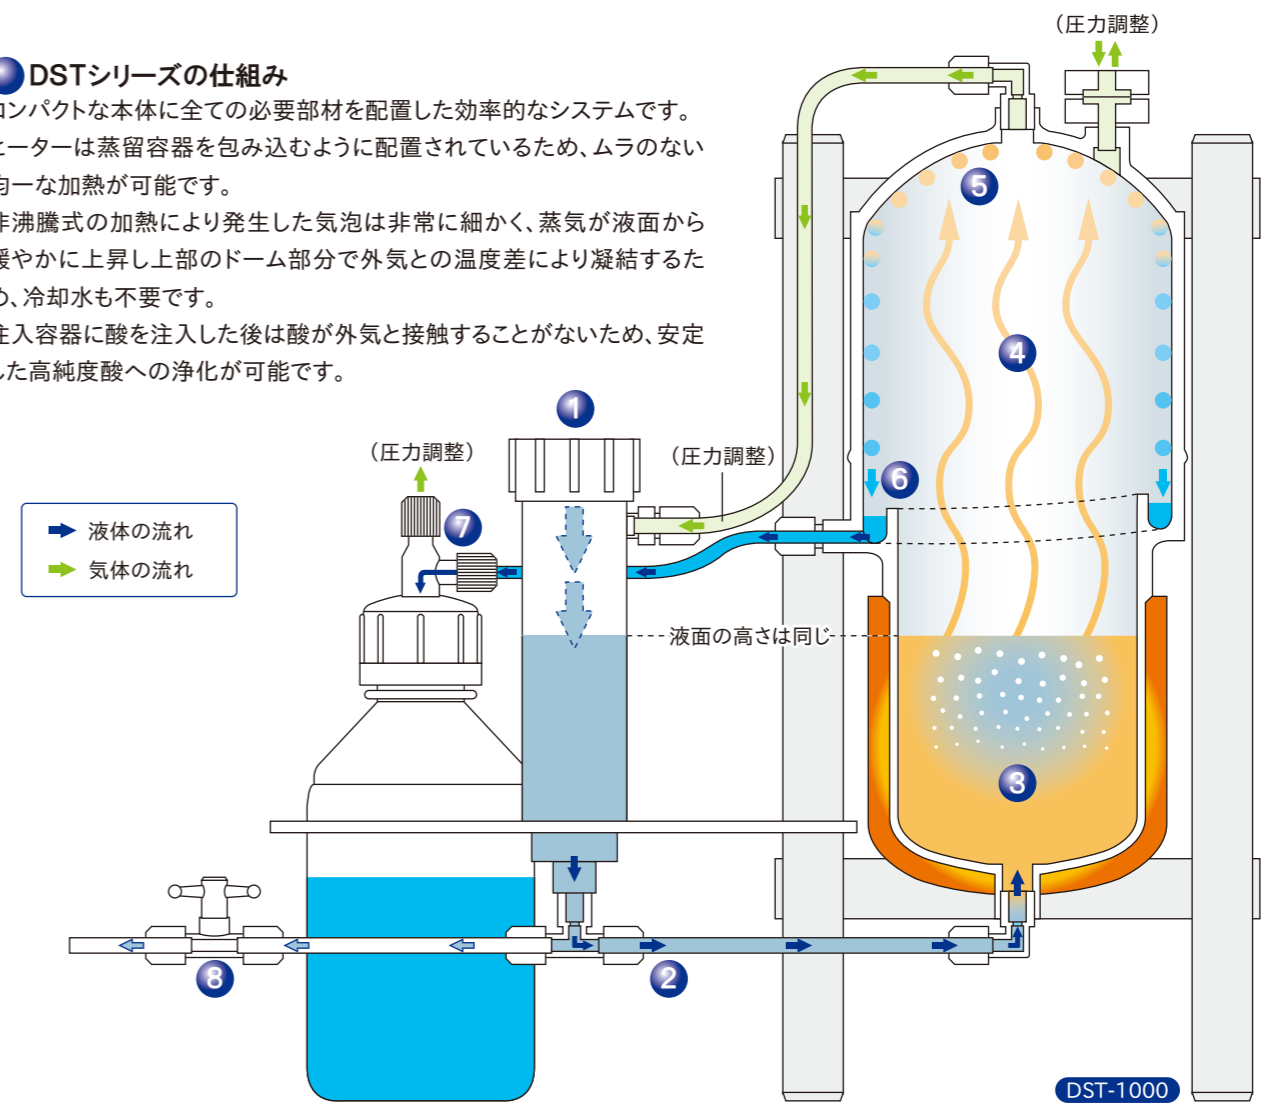 DSTシリーズの仕組み
コンパクトな本体に全ての必要部材を配置した効率的なシステムです。
ヒーターは蒸留容器を包み込むように配置されているため、ムラのない
均一な加熱が可能です。
非沸騰式の加熱により発生した気泡は非常に細かく、蒸気が液面から
緩やかに上昇し上部のドーム部分で外気との温度差により凝結するた
め、冷却水も不要です。
注入容器に酸を注入した後は酸が外気と接触することがないため、安定
した高純度酸への浄化が可能です。
（圧力調整）
5
4
1
（圧力調整）
（圧力調整）
6
7
液体の流れ
気体の流れ
液面の高さは同じ
3
2
8
DST-1000